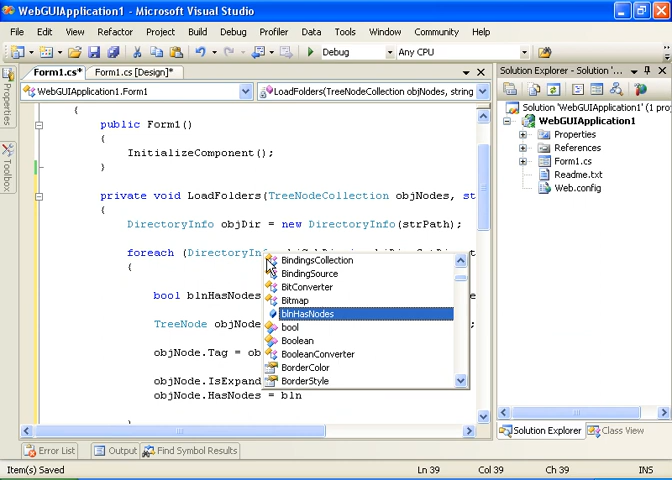 WebGUIApplication1 - Microsoft Visual Studio
File Edit View Refactor Project Build Debug Data Tools Window Community Help
Debug Any CPU
Form1.cs* Form1.cs [Design]*
WebGUIApplication1.Form1 LoadFolders(TreeNodeCollection objNodes, string
{
public Form1()
{
InitializeComponent();
}
private void LoadFolders(TreeNodeCollection objNodes, st
{
DirectoryInfo objDir = new DirectoryInfo(strPath);
foreach (DirectoryInf
{
bool blnHasNodes
TreeNode objNode
objNode.Tag = ob
objNode.IsExpand
objNode.HasNodes = bln
BindingsCollection
BindingSource
BitConverter
Bitmap
blnHasNodes
bool
Boolean
BooleanConverter
BorderColor
BorderStyle
Properties
Toolbox
Solution Explorer - Solution '...
Solution 'WebGUIApplication1' (1 proj
WebGUIApplication1
Properties
References
Form1.cs
Readme.txt
Web.config
Solution Explorer Class View
Error List Output Find Symbol Results
Item(s) Saved Ln 39 Col 39 Ch 39 INS